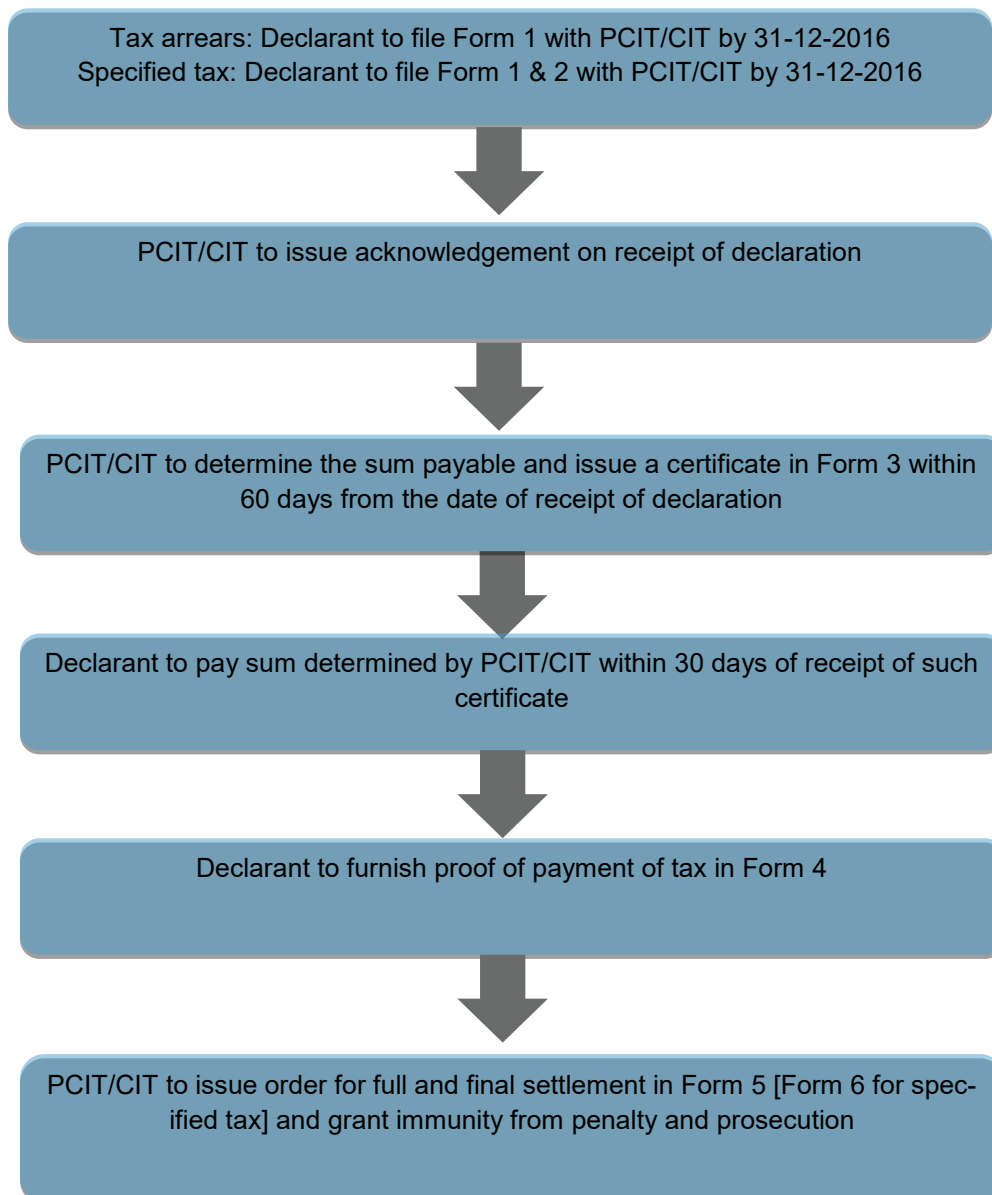 Tax arrears: Declarant to file Form 1 with PCIT/CIT by 31-12-2016
Specified tax: Declarant to file Form 1 & 2 with PCIT/CIT by 31-12-2016
PCIT/CIT to issue acknowledgement on receipt of declaration
PCIT/CIT to determine the sum payable and issue a certificate in Form 3 within
60 days from the date of receipt of declaration
Declarant to pay sum determined by PCIT/CIT within 30 days of receipt of such
certificate
Declarant to furnish proof of payment of tax in Form 4
PCIT/CIT to issue order for full and final settlement in Form 5 [Form 6 for spec-
ified tax] and grant immunity from penalty and prosecution